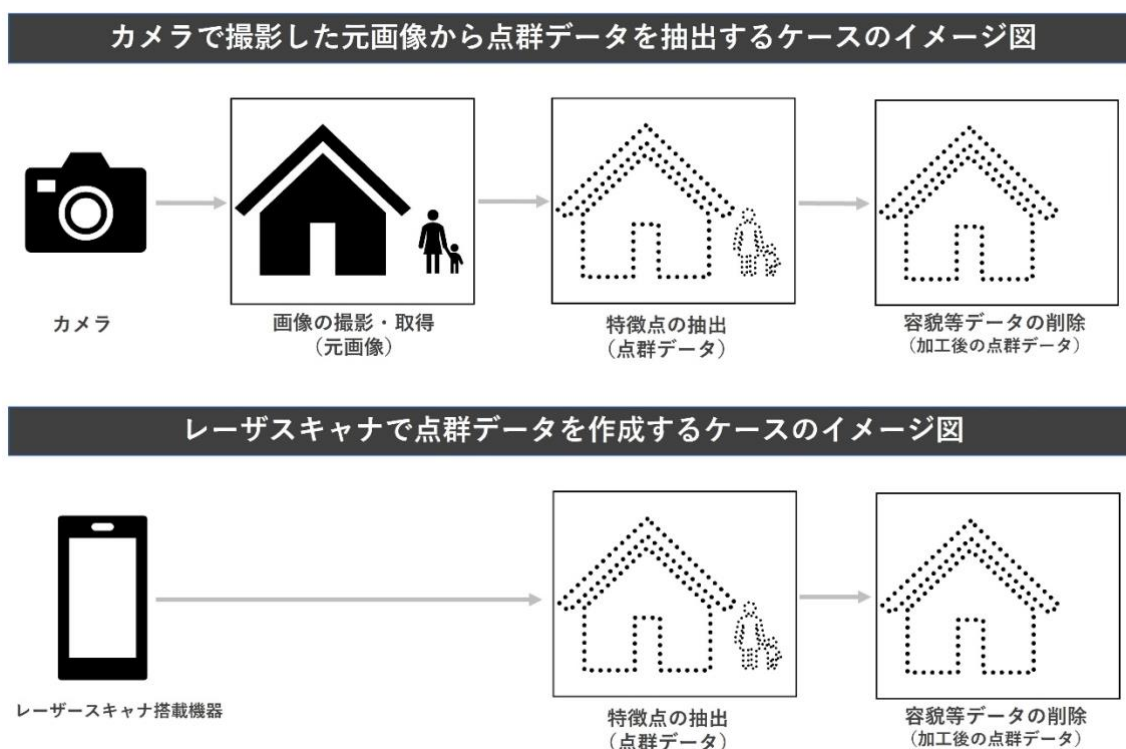 カメラで撮影した元画像から点群データを抽出するケースのイメージ図
カメラ
画像の撮影・取得
(元画像)
特徴点の抽出
(点群データ)
容貌等データの削除
(加工後の点群データ)
レーザスキャナで点群データを作成するケースのイメージ図
レーザースキャナ搭載機器
特徴点の抽出
(点群データ)
容貌等データの削除
(加工後の点群データ)